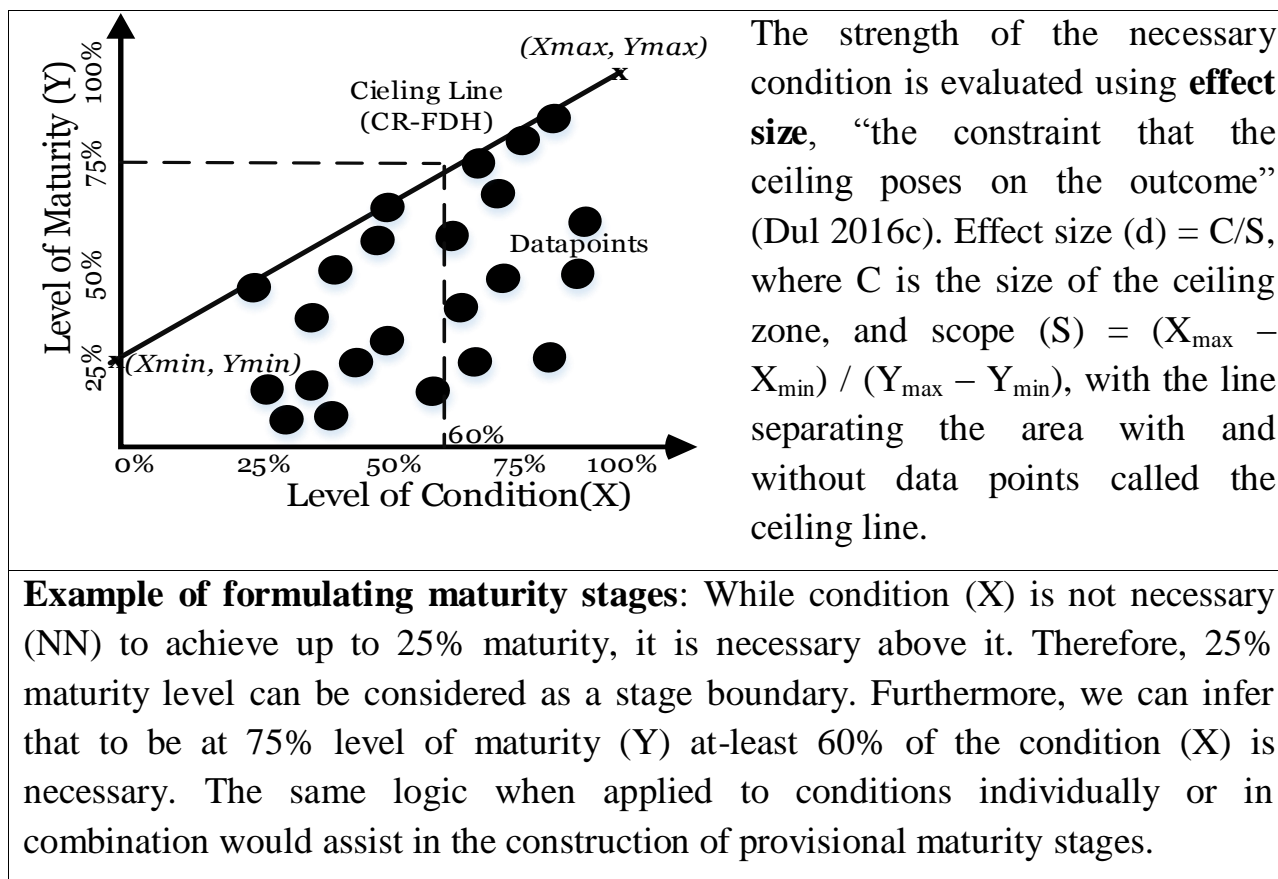 (Xmax, Ymax)
Cieling Line
(CR-FDH)
Level of Maturity (Y)
100%
75%
50%
25%
Datapoints
(Xmin, Ymin)
60%
0% 25% 50% 75% 100%
Level of Condition(X)
The strength of the necessary
condition is evaluated using effect
size, “the constraint that the
ceiling poses on the outcome”
(Dul 2016c). Effect size (d) = C/S,
where C is the size of the ceiling
zone, and scope (S) = (Xmax –
Xmin) / (Ymax – Ymin), with the line
separating the area with and
without data points called the
ceiling line.
Example of formulating maturity stages: While condition (X) is not necessary
(NN) to achieve up to 25% maturity, it is necessary above it. Therefore, 25%
maturity level can be considered as a stage boundary. Furthermore, we can infer
that to be at 75% level of maturity (Y) at-least 60% of the condition (X) is
necessary. The same logic when applied to conditions individually or in
combination would assist in the construction of provisional maturity stages.